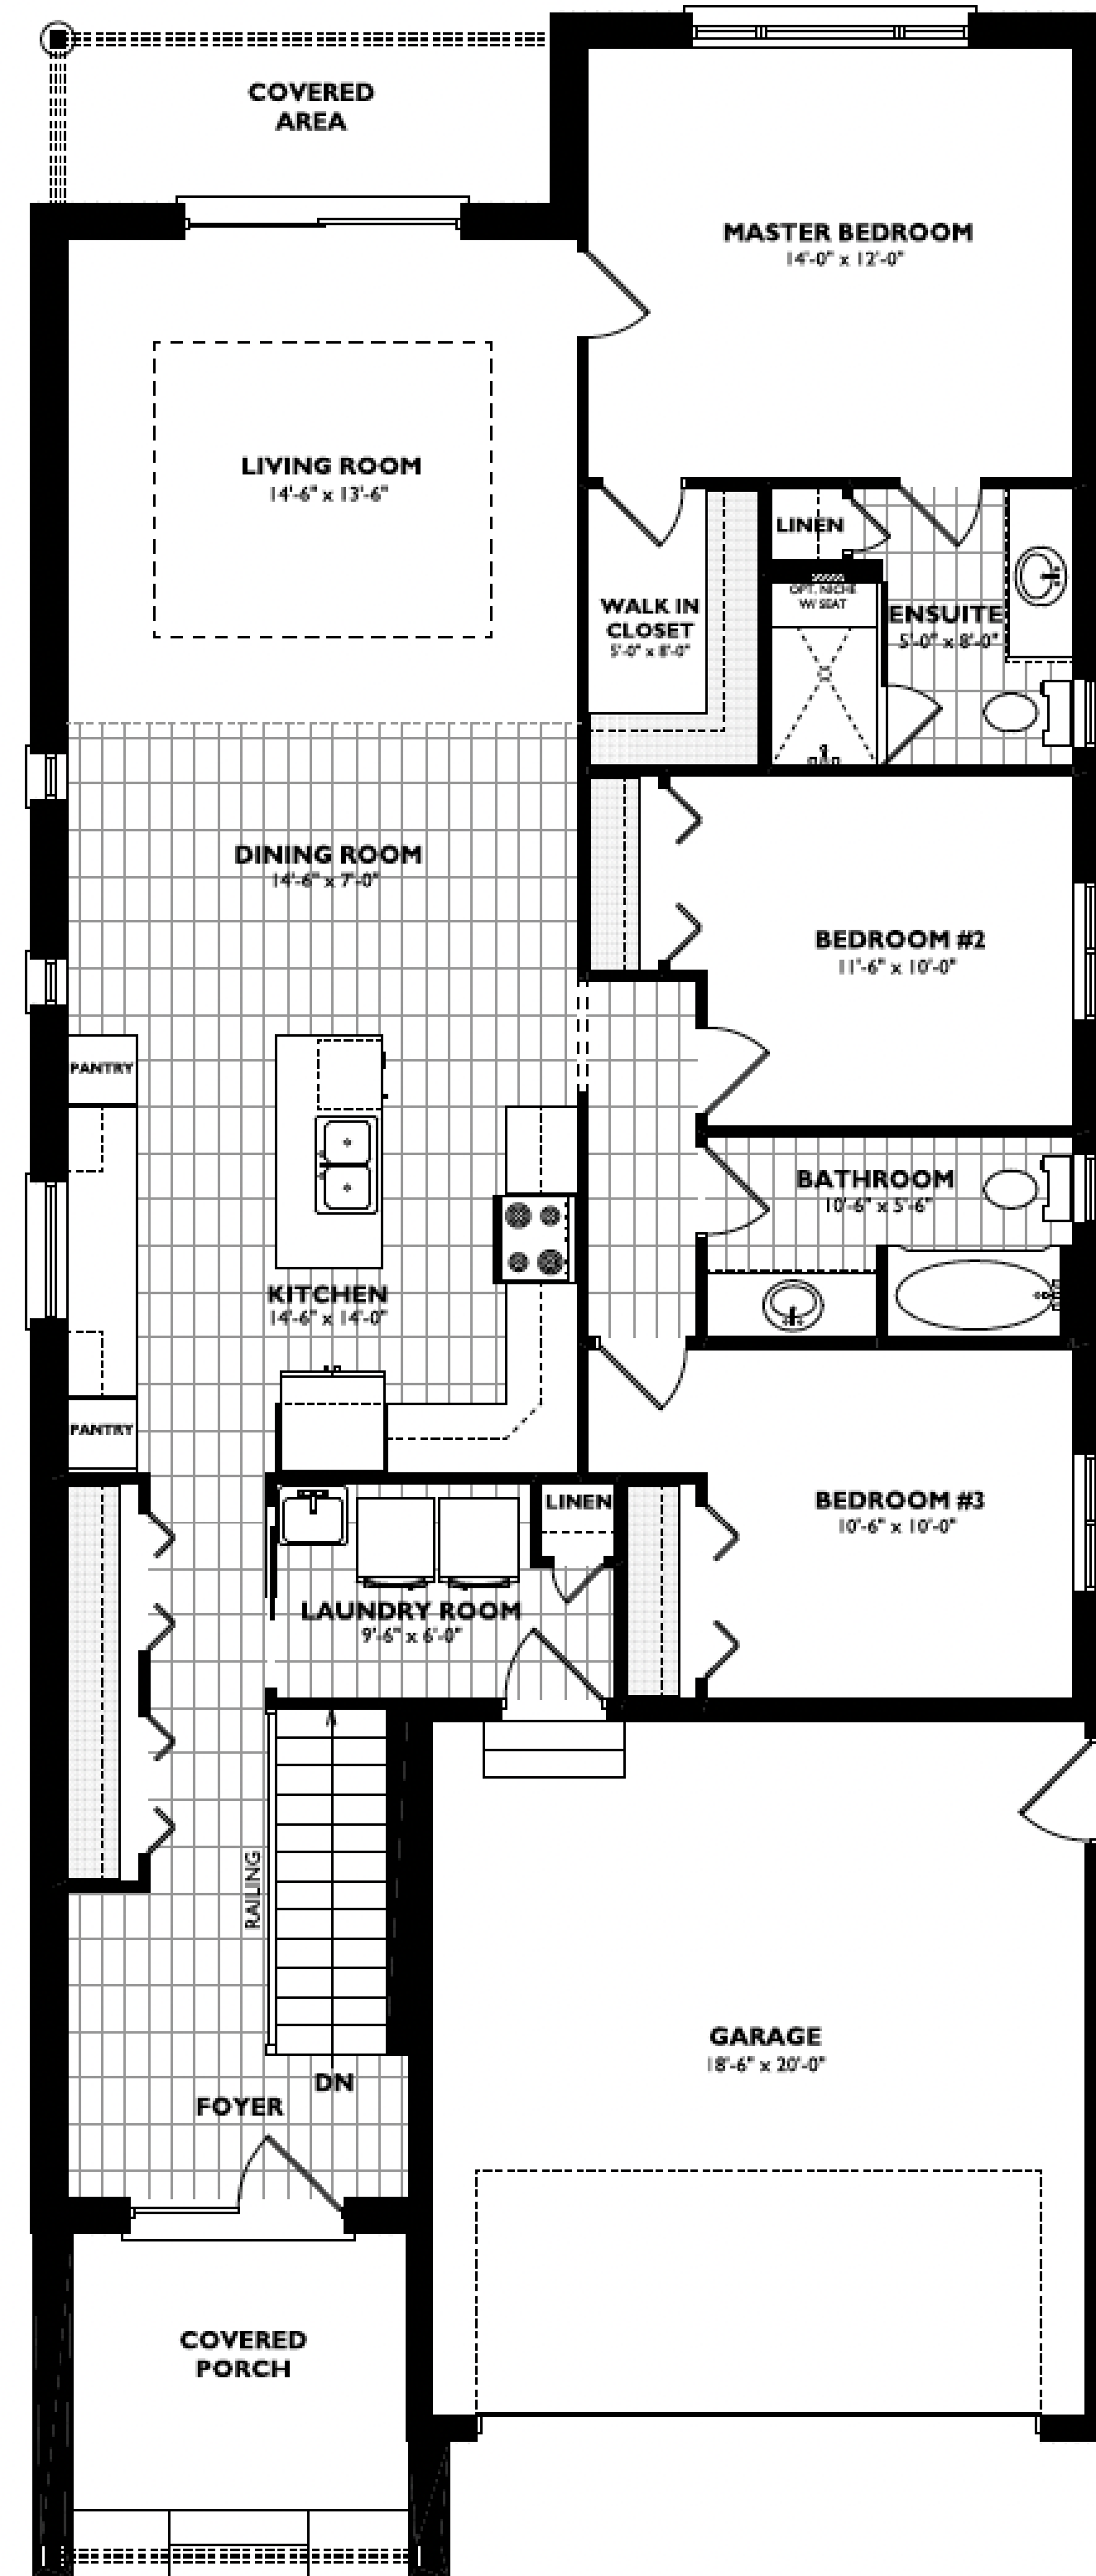 COVERED
AREA
MASTER BEDROOM
14'-0" x 12'-0"
LIVING ROOM
14'-6" x 13'-6"
LINEN
OPT. NICHE
W/ SEAT
WALK IN
CLOSET
5'-0" x 8'-0"
ENSUITE
5'-0" x 8'-0"
DINING ROOM
14'-6" x 7'-0"
BEDROOM #2
11'-6" x 10'-0"
PANTRY
BATHROOM
10'-6" x 5'-6"
KITCHEN
14'-6" x 14'-0"
PANTRY
LINEN
BEDROOM #3
10'-6" x 10'-0"
LAUNDRY ROOM
9'-6" x 6'-0"
RAILING
GARAGE
18'-6" x 20'-0"
DN
FOYER
COVERED
PORCH